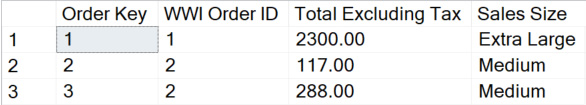 Order Key WWI Order ID Total Excluding Tax Sales Size
1 1 1 2300.00 Extra Large
2 2 2 117.00 Medium
3 3 2 288.00 Medium